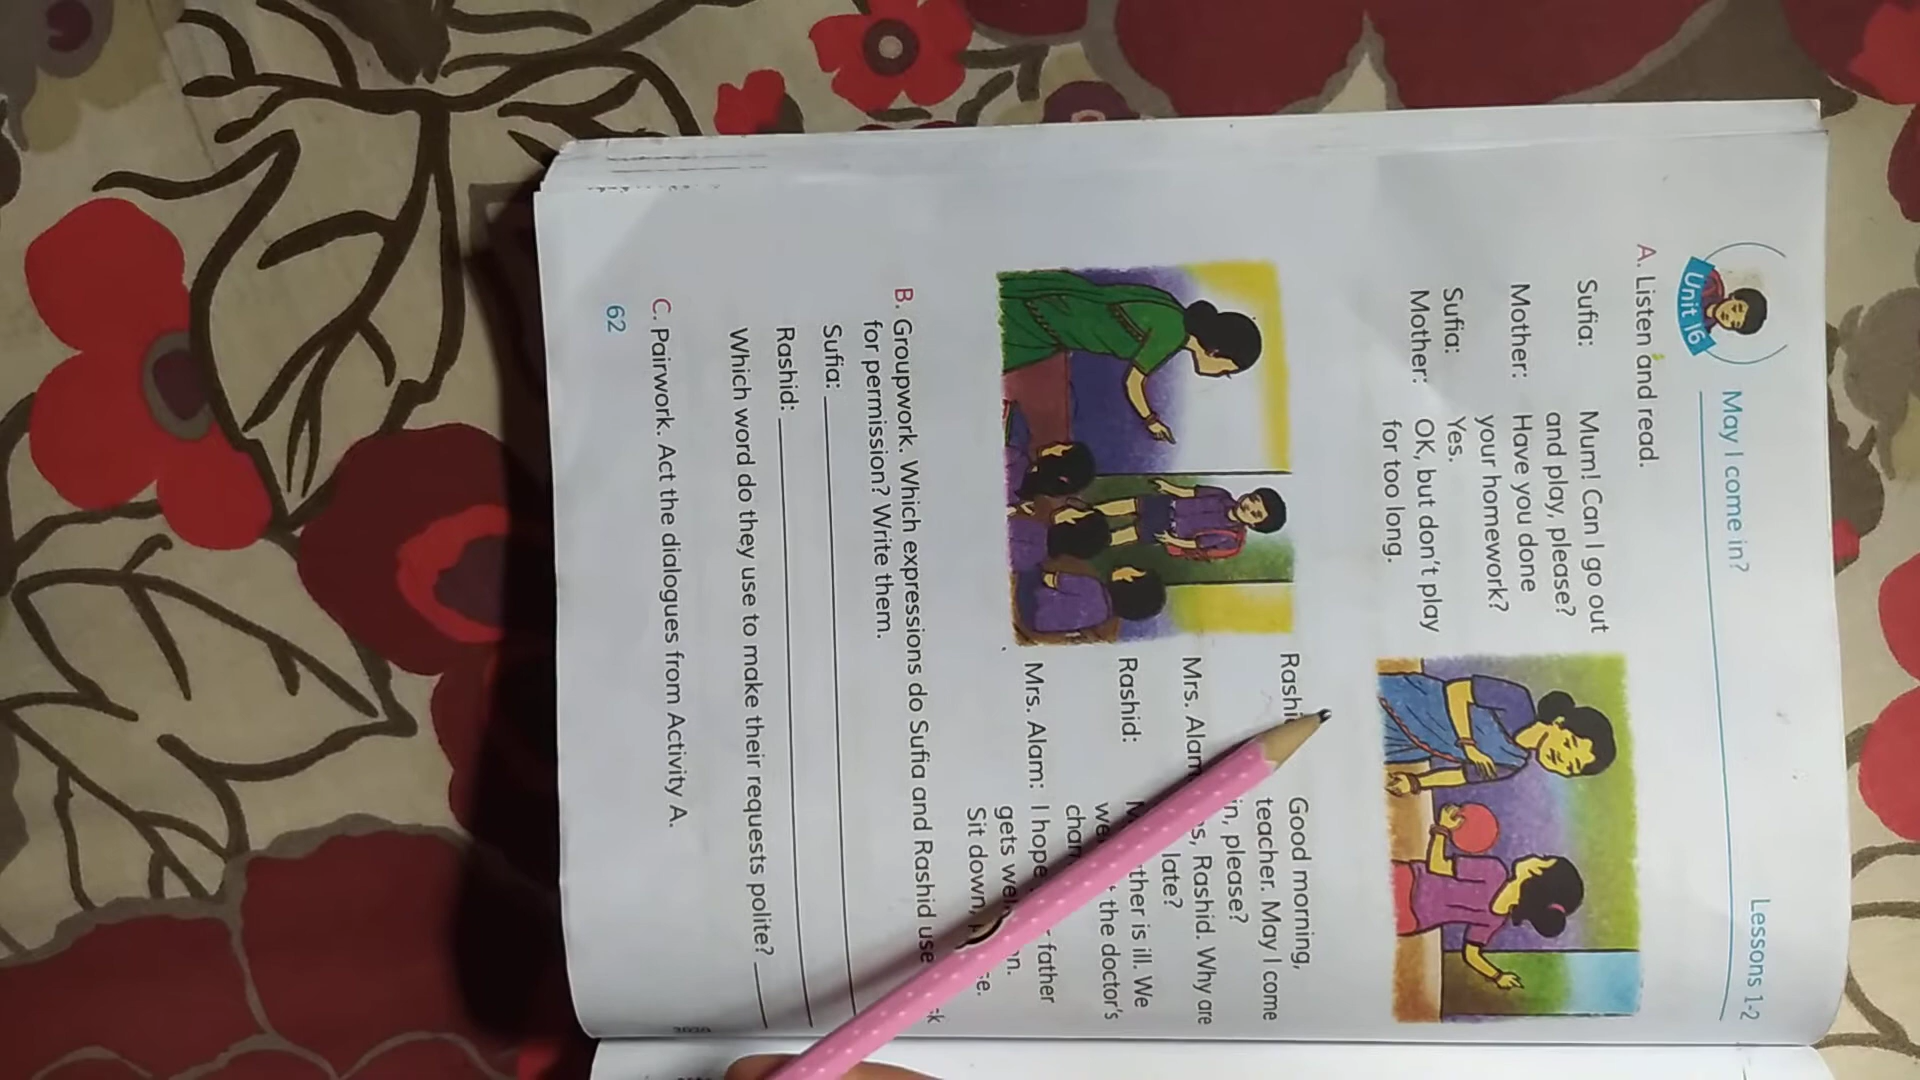 Unit 16
May I come in?
Lessons 1-2
A. Listen and read.
Sufia: Mum! Can I go out
and play, please?
Mother: Have you done
your homework?
Sufia: Yes.
Mother: OK, but don't play
for too long.
Good morning,
teacher. May I come
in, please?
Mrs. Rashid. Why are
late?
Rashid: is ill. We
the doctor's
Mrs. Alam: I hope father
gets
Sit down,
B. Groupwork. Which expressions do Sufia and Rashid use
for permission? Write them.
Sufia:
Rashid:
Which word do they use to make their requests polite?
C. Pairwork. Act the dialogues from Activity A.
62